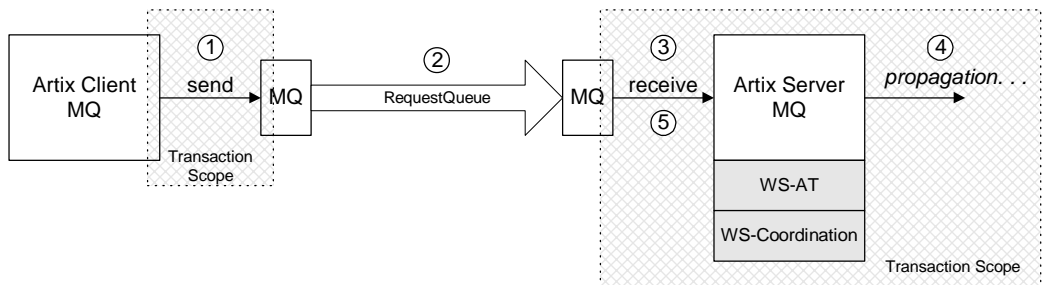 Artix Client
MQ
1
send
Transaction
Scope
MQ
2
RequestQueue
MQ
3
receive
5
Artix Server
MQ
WS-AT
WS-Coordination
4
propagation. . .
Transaction Scope